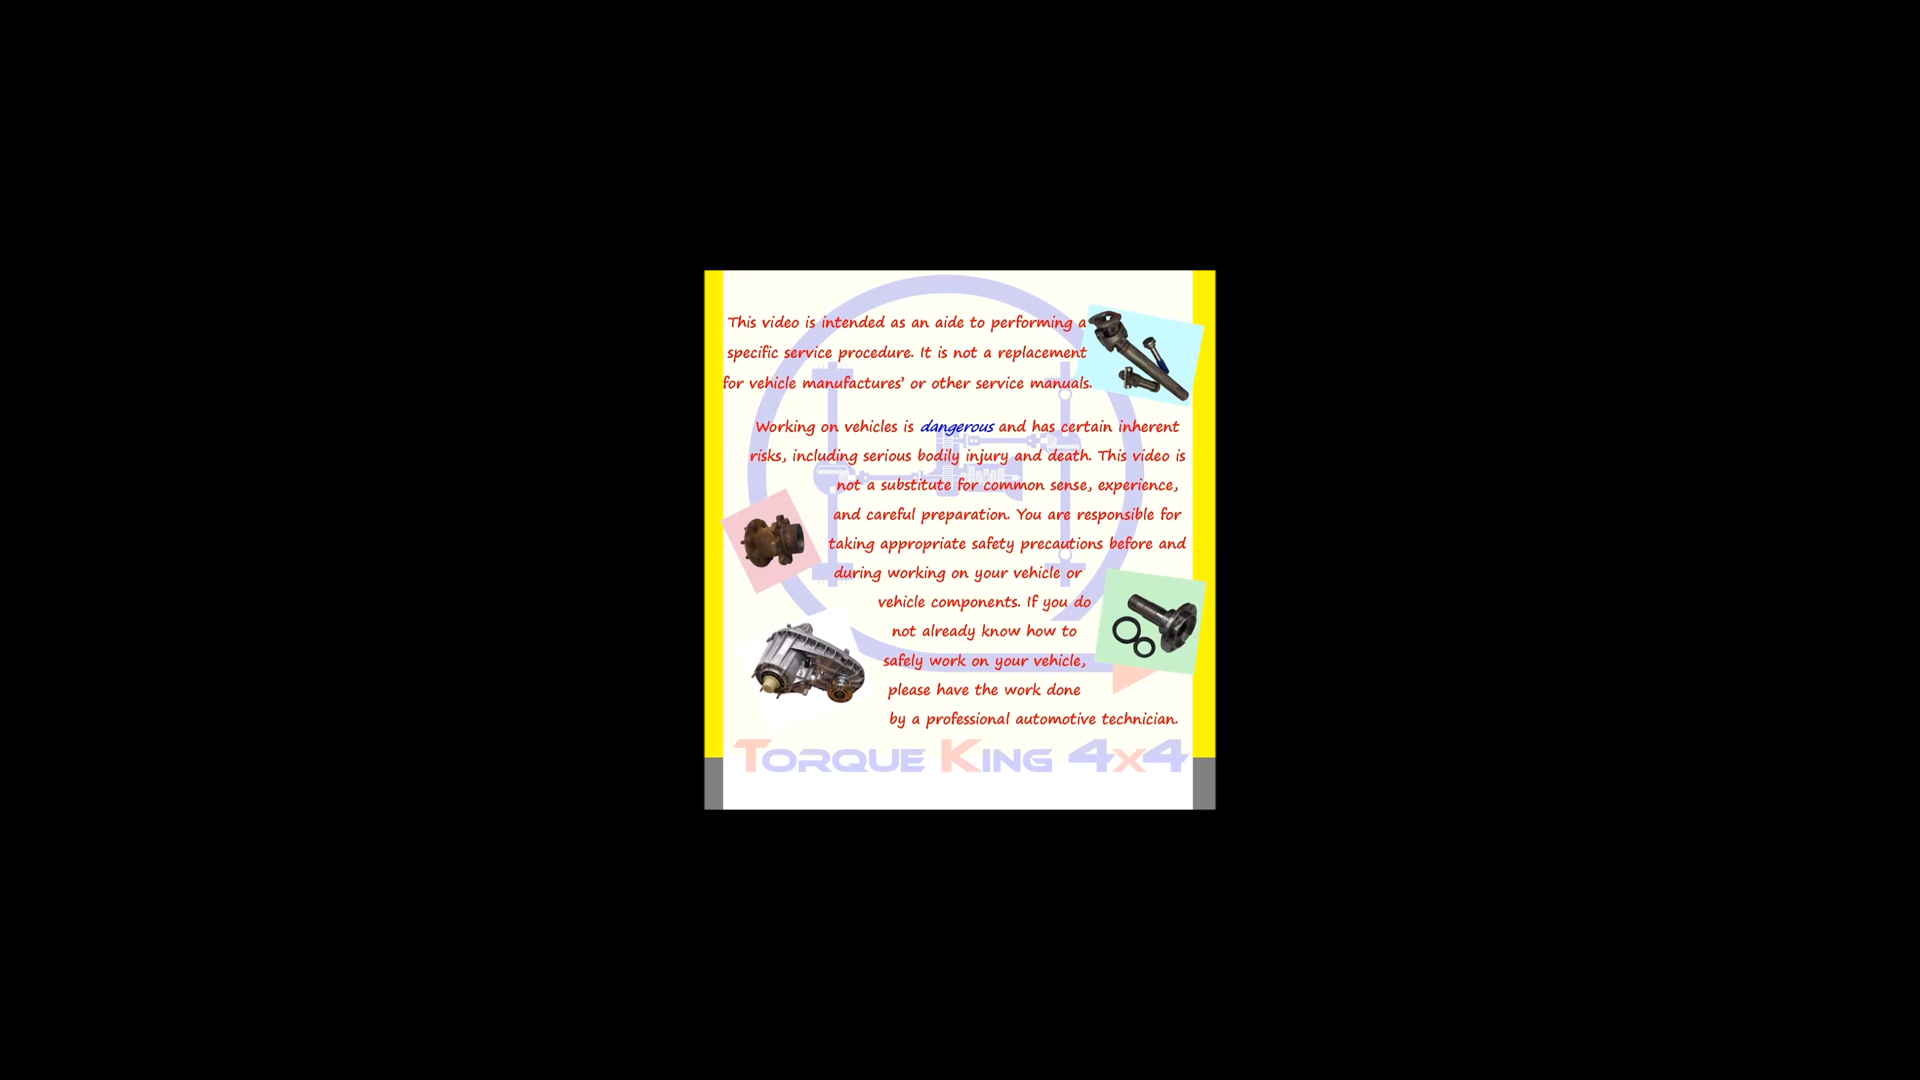 This video is intended as an aide to performing a
specific service procedure. It is not a replacement
for vehicle manufactures' or other service manuals.
Working on vehicles is dangerous and has certain inherent
risks, including serious bodily injury and death. This video is
not a substitute for common sense, experience,
and careful preparation. You are responsible for
taking appropriate safety precautions before and
during working on your vehicle or
vehicle components. If you do
not already know how to
safely work on your vehicle,
please have the work done
by a professional automotive technician.
Torque King 4x4